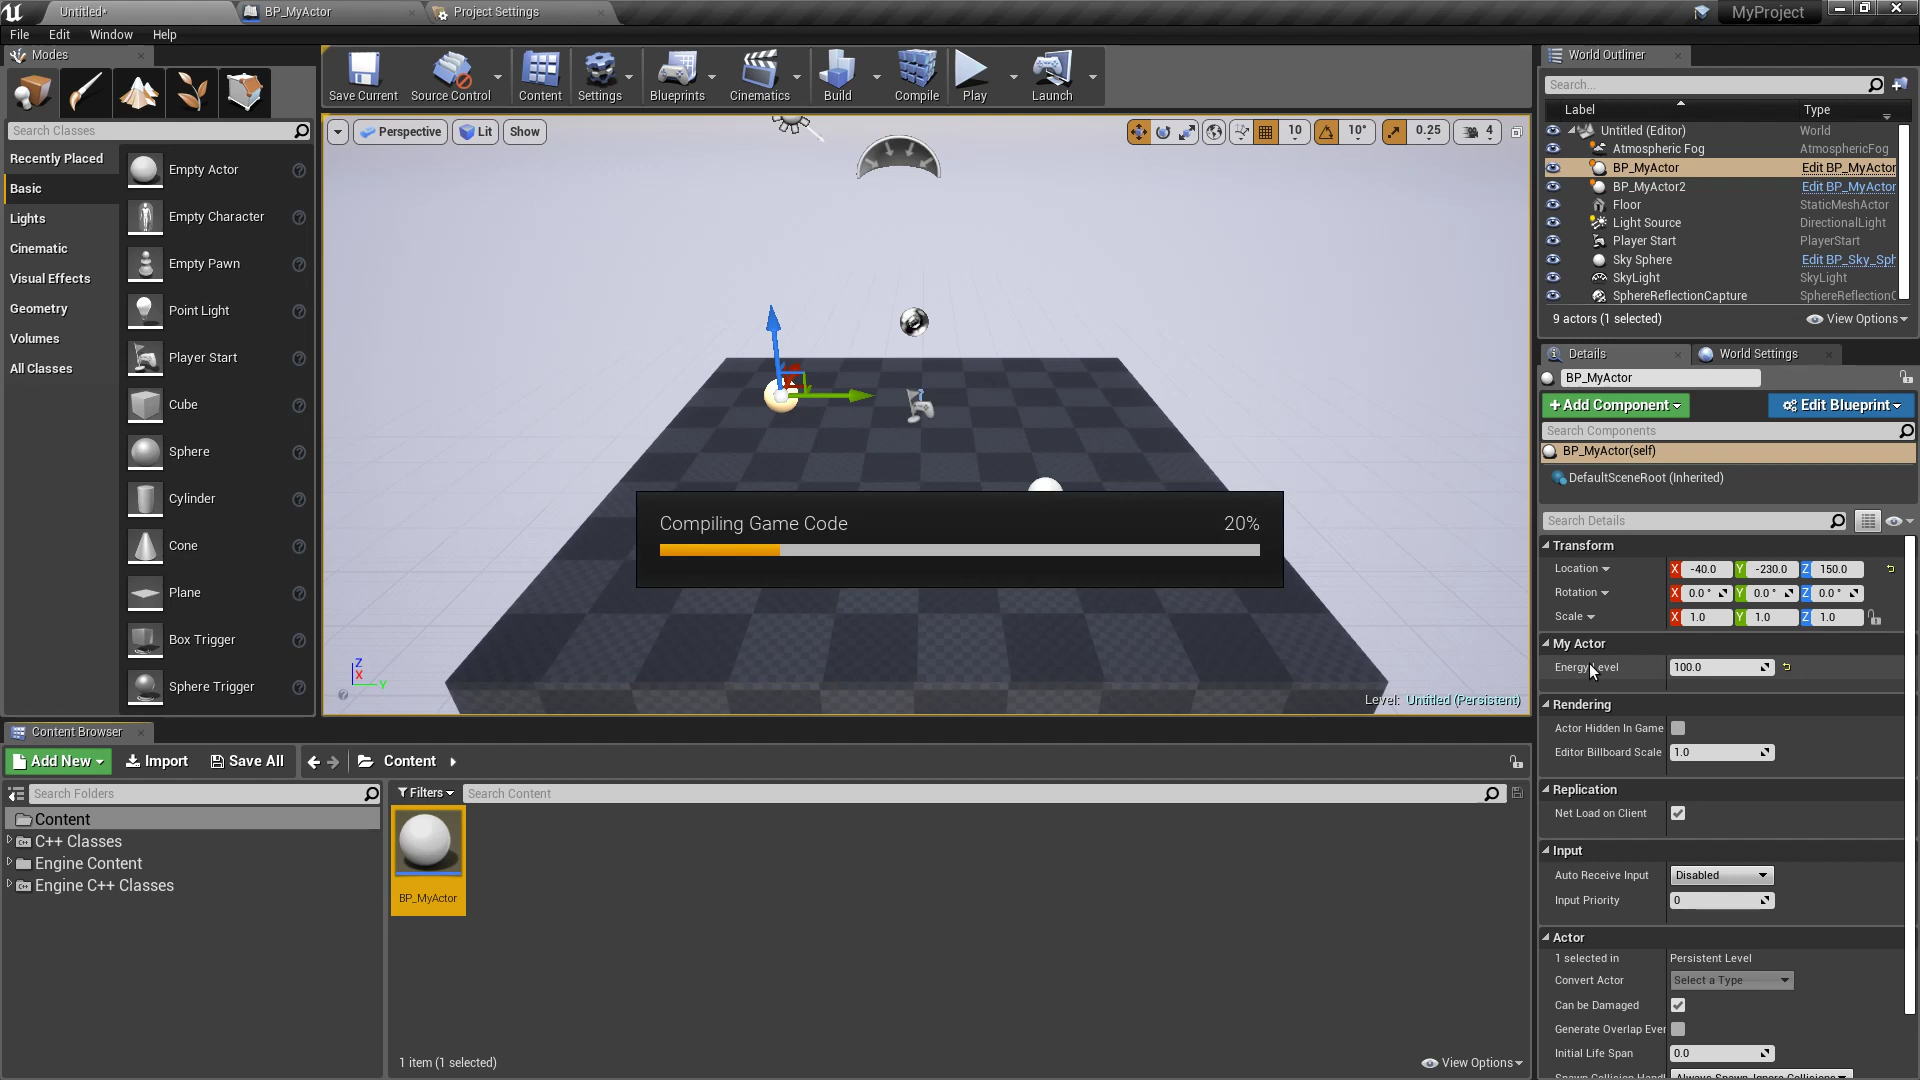 Untitled*
BP_MyActor
Project Settings
MyProject
File Edit Window Help
Modes
Search Classes
Recently Placed
Basic
Lights
Cinematic
Visual Effects
Geometry
Volumes
All Classes
Empty Actor
Empty Character
Empty Pawn
Point Light
Player Start
Cube
Sphere
Cylinder
Cone
Plane
Box Trigger
Sphere Trigger
Save Current Source Control Content Settings Blueprints Cinematics Build Compile Play Launch
Perspective Lit Show
10 10° 0.25 4
Compiling Game Code 20%
Z
X
Y
Level: Untitled (Persistent)
World Outliner
Search...
Label Type
Untitled (Editor) World
Atmospheric Fog AtmosphericFog
BP_MyActor Edit BP_MyActor
BP_MyActor2 Edit BP_MyActor
Floor StaticMeshActor
Light Source DirectionalLight
Player Start PlayerStart
Sky Sphere Edit BP_Sky_Sph
SkyLight SkyLight
SphereReflectionCapture SphereReflectionC
9 actors (1 selected) View Options
Details World Settings
BP_MyActor
+Add Component Edit Blueprint
Search Components
BP_MyActor(self)
DefaultSceneRoot (Inherited)
Search Details
Transform
Location X -40.0 Y -230.0 Z 150.0
Rotation X 0.0° Y 0.0° Z 0.0°
Scale X 1.0 Y 1.0 Z 1.0
My Actor
Energy Level 100.0
Rendering
Actor Hidden In Game
Editor Billboard Scale 1.0
Replication
Net Load on Client
Input
Auto Receive Input Disabled
Input Priority 0
Actor
1 selected in Persistent Level
Convert Actor Select a Type
Can be Damaged
Generate Overlap Ever
Initial Life Span 0.0
Content Browser
Add New Import Save All Content
Search Folders
Content
C++ Classes
Engine Content
Engine C++ Classes
Filters Search Content
BP_MyActor
1 item (1 selected)
View Options